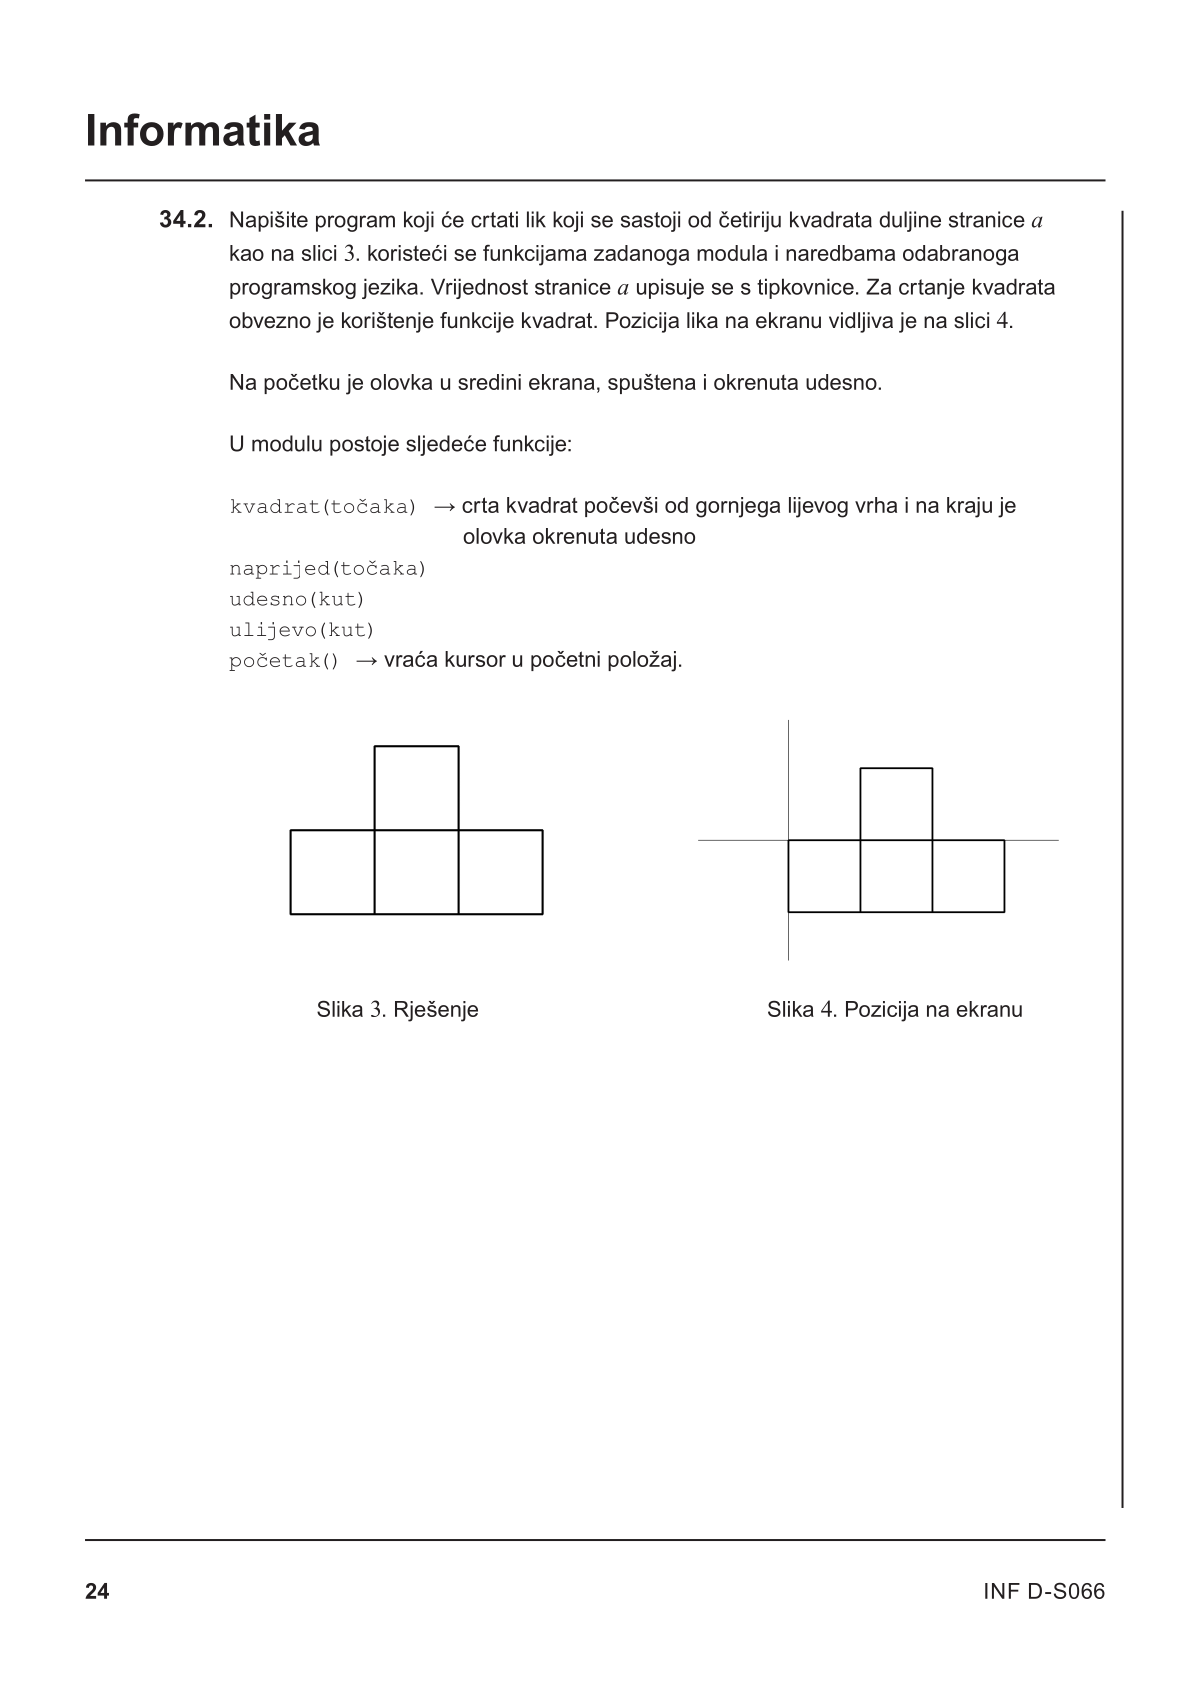 Informatika
34.2. Napišite program koji će crtati lik koji se sastoji od četiriju kvadrata duljine stranice a
kao na slici 3. koristeći se funkcijama zadanoga modula i naredbama odabranoga
programskog jezika. Vrijednost stranice a upisuje se s tipkovnice. Za crtanje kvadrata
obvezno je korištenje funkcije kvadrat. Pozicija lika na ekranu vidljiva je na slici 4.
Na početku je olovka u sredini ekrana, spuštena i okrenuta udesno.
U modulu postoje sljedeće funkcije:
kvadrat(točaka) → crta kvadrat počevši od gornjega lijevog vrha i na kraju je
olovka okrenuta udesno
naprijed(točaka)
udesno(kut)
ulijevo(kut)
početak() → vraća kursor u početni položaj.
Slika 3. Rješenje
Slika 4. Pozicija na ekranu
24
INF D-S066